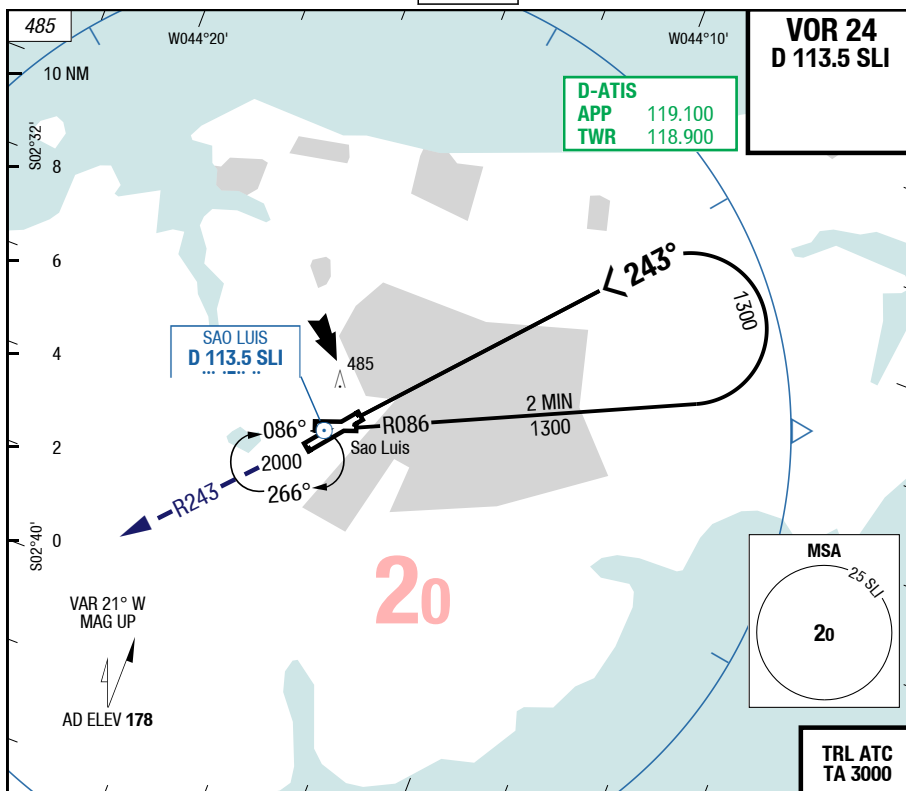 485
W044°20'
W044°10'
VOR 24
D 113.5 SLI
10 NM
D-ATIS
APP 119.100
TWR 118.900
S02°32'
8
6
243°
1300
SAO LUIS
D 113.5 SLI
4
485
2 MIN
1300
R086
086°
Sao Luis
2
2000
266°
R243
S02°40'
0
20
MSA
25 SLI
20
VAR 21° W
MAG UP
AD ELEV 178
TRL ATC
TA 3000